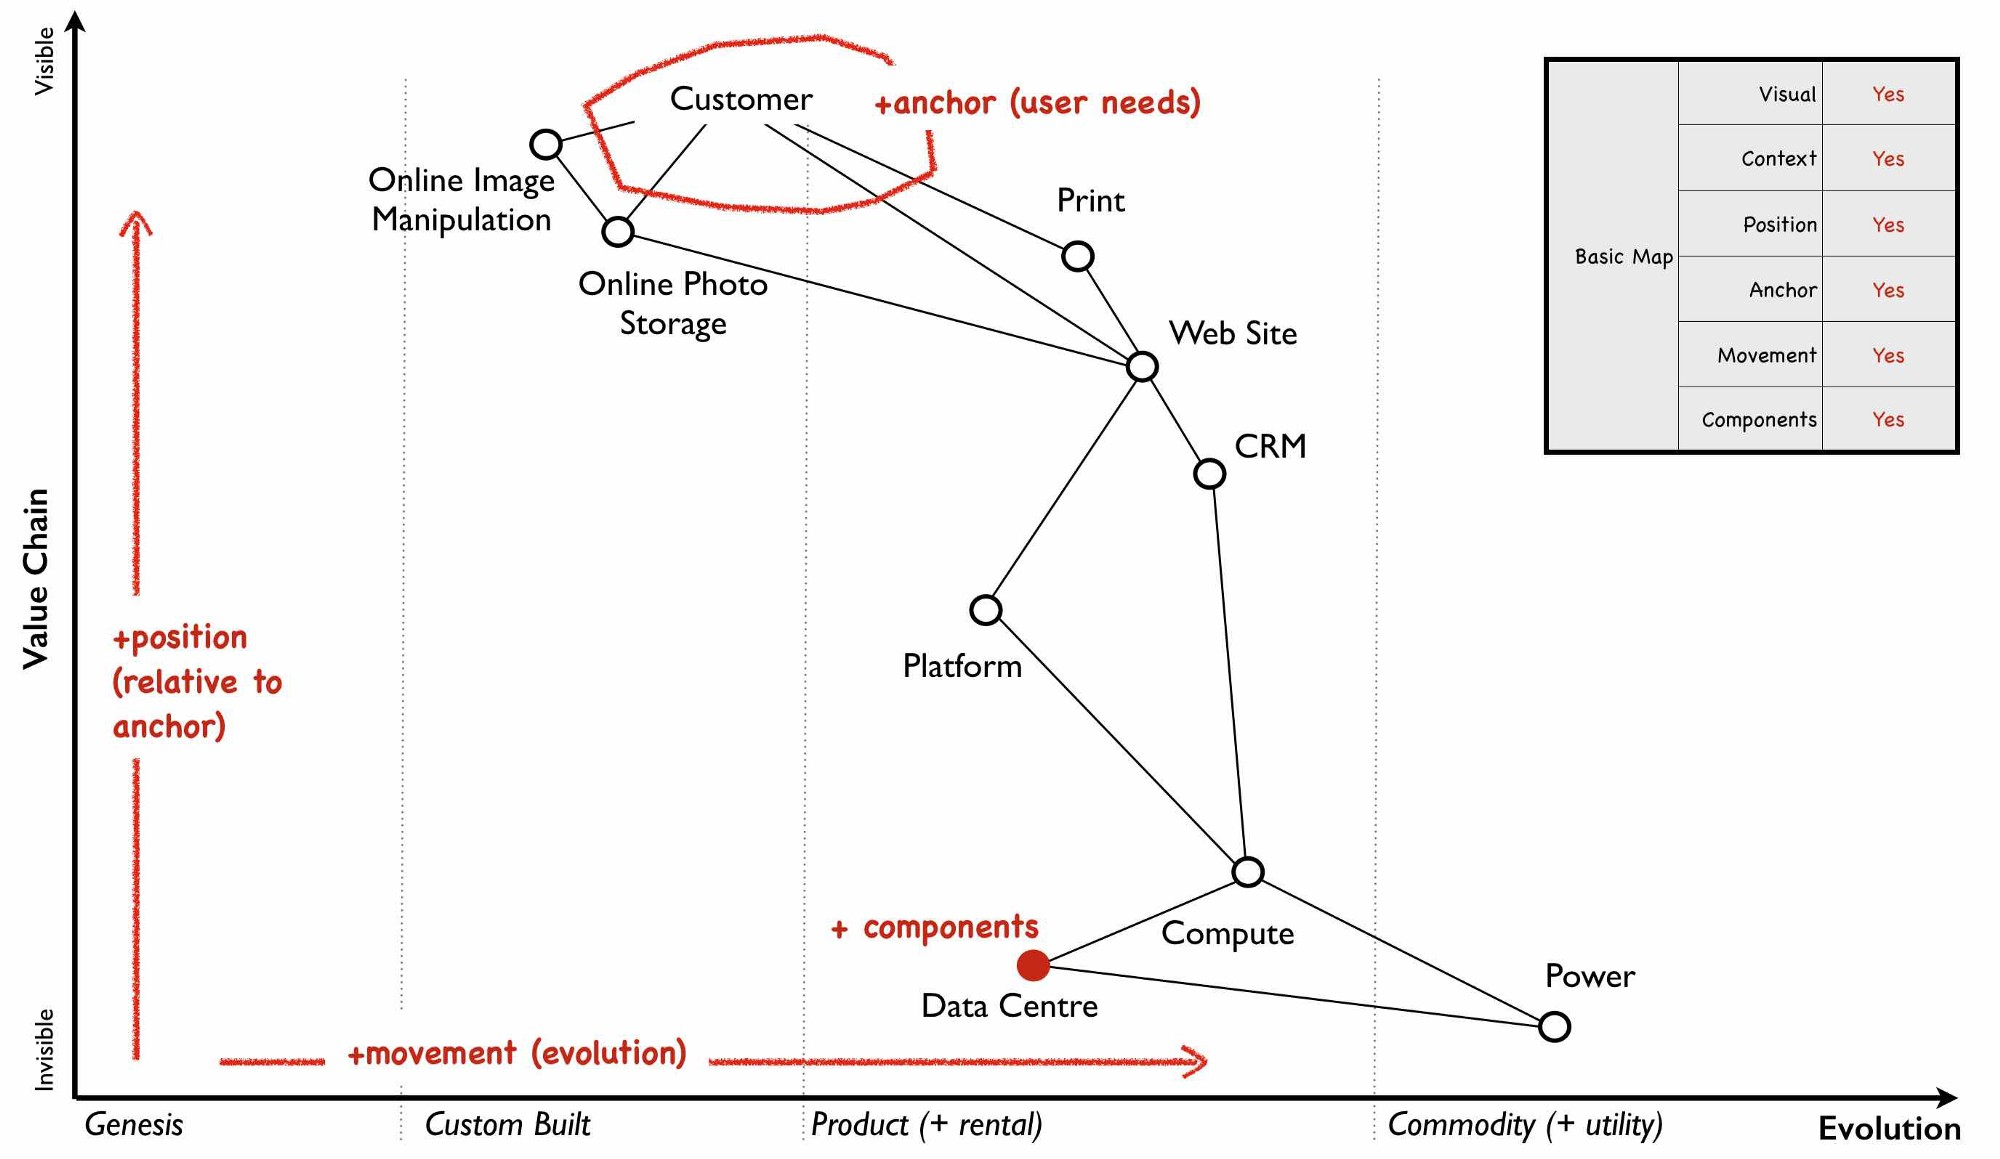 Visible
Customer
+anchor (user needs)
Online Image
Manipulation
Print
Online Photo
Storage
Web Site
CRM
Value Chain
+position
(relative to
anchor)
Platform
+ components
Compute
Data Centre
Power
Invisible
+movement (evolution)
Genesis
Custom Built
Product (+ rental)
Commodity (+ utility)
Evolution
Basic Map
Visual Yes
Context Yes
Position Yes
Anchor Yes
Movement Yes
Components Yes